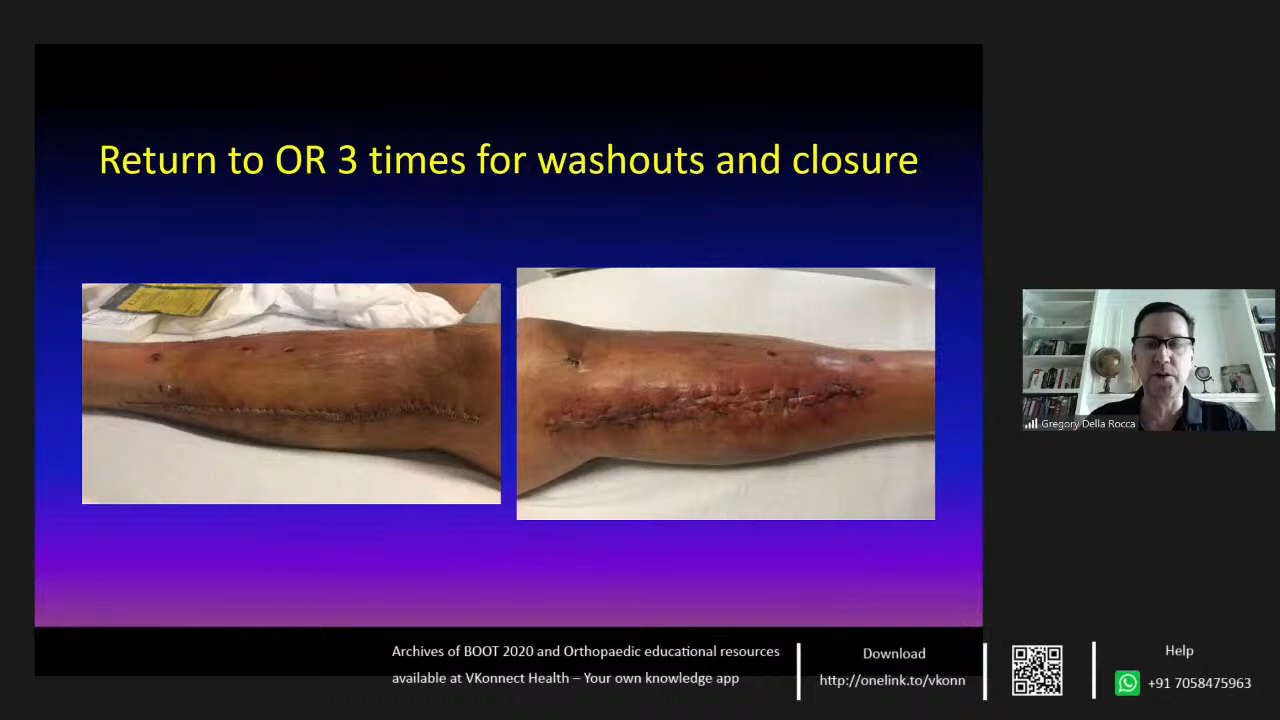 Return to OR 3 times for washouts and closure
Gregory Della Rocca
Archives of BOOT 2020 and Orthopaedic educational resources
available at VKonnect Health – Your own knowledge app
Download
http://onelink.to/vkonn
Help
+91 7058475963